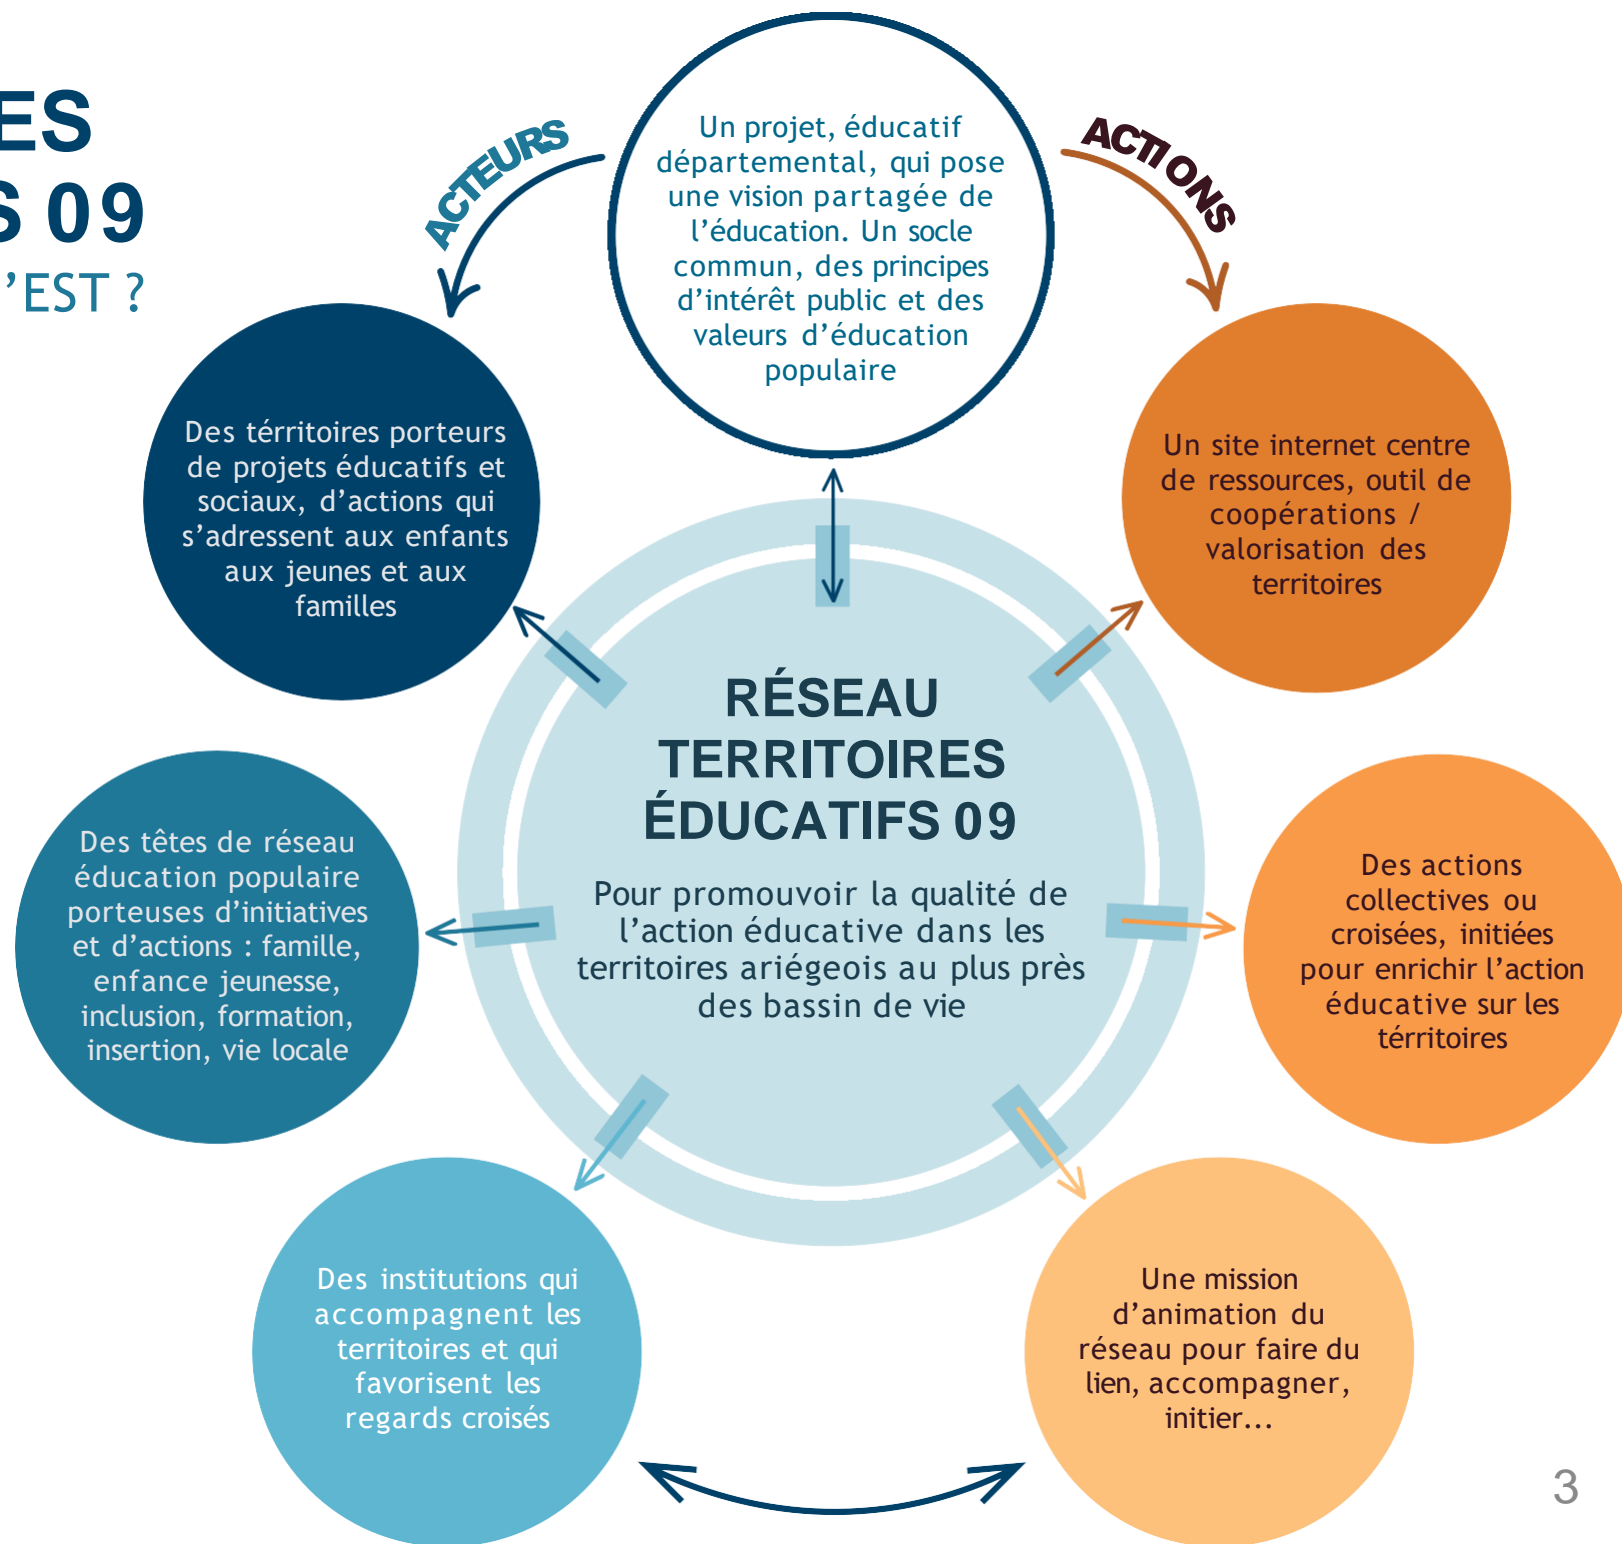 ES
S 09
'EST ?
ACTEURS
ACTIONS
Un projet, éducatif
départemental, qui pose
une vision partagée de
l'éducation. Un socle
commun, des principes
d'intérêt public et des
valeurs d'éducation
populaire
Des térritoires porteurs
de projets éducatifs et
sociaux, d'actions qui
s'adressent aux enfants
aux jeunes et aux
familles
Un site internet centre
de ressources, outil de
coopérations /
valorisation des
territoires
RÉSEAU
TERRITOIRES
ÉDUCATIFS 09
Pour promouvoir la qualité de
l'action éducative dans les
territoires ariégeois au plus près
des bassin de vie
Des têtes de réseau
éducation populaire
porteuses d'initiatives
et d'actions : famille,
enfance jeunesse,
inclusion, formation,
insertion, vie locale
Des actions
collectives ou
croisées, initiées
pour enrichir l'action
éducative sur les
térritoires
Des institutions qui
accompagnent les
territoires et qui
favorisent les
regards croisés
Une mission
d'animation du
réseau pour faire du
lien, accompagner,
initier...
3